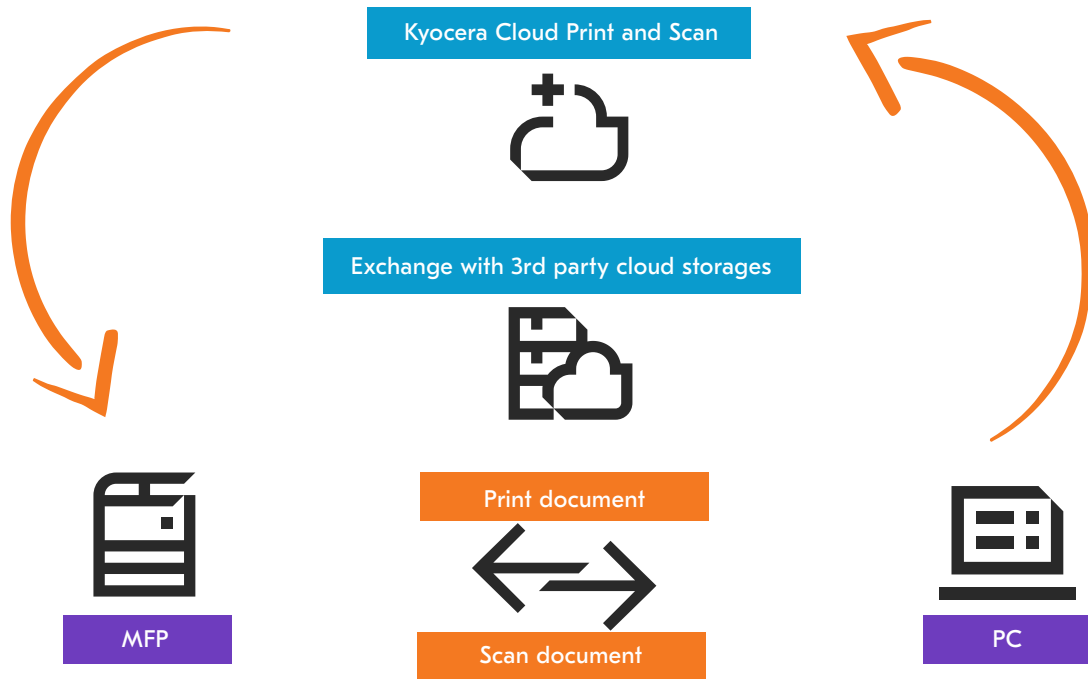 Kyocera Cloud Print and Scan
Exchange with 3rd party cloud storages
Print document
MFP
PC
Scan document